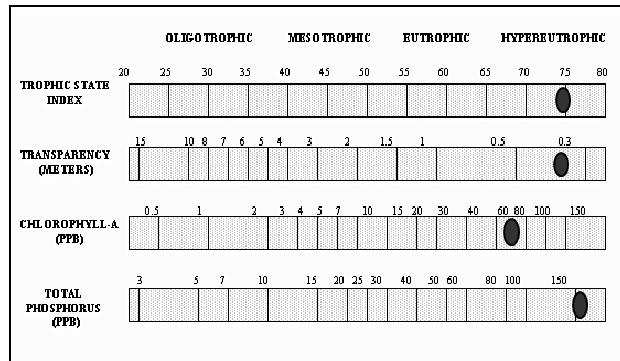 OLIGOTROPHIC MESOTROPHIC EUTROPHIC HYPEREUTROPHIC
20 25 30 35 40 45 50 55 60 65 70 75 80
TROPHIC STATE
INDEX
15 10 8 7 6 5 4 3 2 1.5 1 0.5 0.3
TRANSPARENCY
(METERS)
0.5 1 2 3 4 5 7 10 15 20 30 40 60 80 100 150
CHLOROPHYLL-A
(PPB)
3 5 7 10 15 20 25 30 40 50 60 80 100 150
TOTAL
PHOSPHORUS
(PPB)